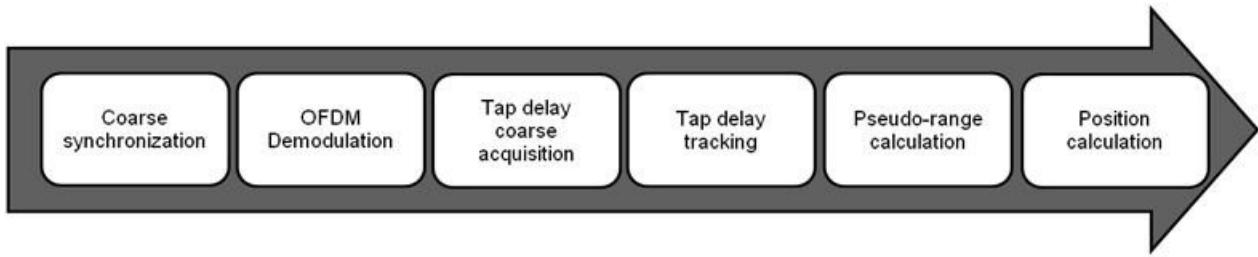 Coarse
synchronization
OFDM
Demodulation
Tap delay
coarse
acquisition
Tap delay
tracking
Pseudo-range
calculation
Position
calculation